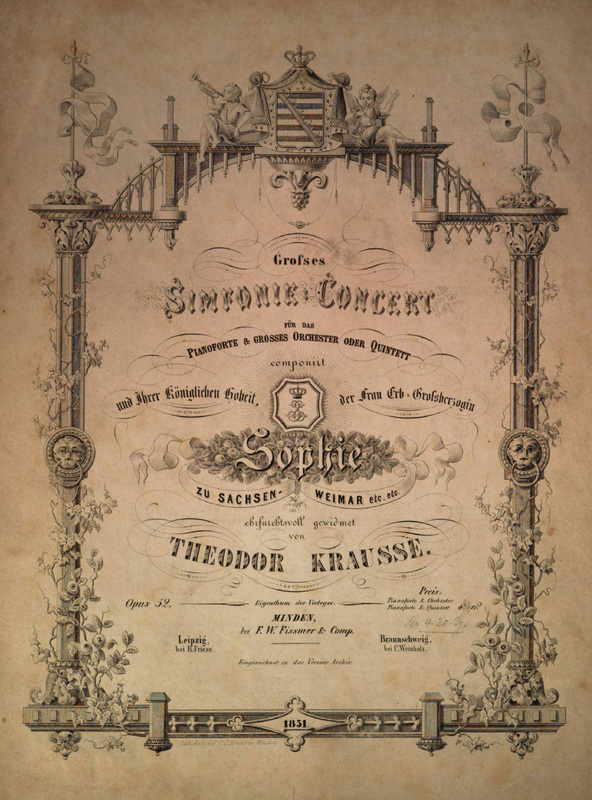 Groſses
SIMFONIE-CONCERT
FÜR DAS
PIANOFORTE & GROSSES ORCHESTER ODER QUINTETT
componirt
und Ihrer Königlichen Hoheit, der Frau Erb-Groſsherzogin
Sophie
ZU SACHSEN-WEIMAR etc. etc.
ehrfurchtsvoll gewidmet
von
THEODOR KRAUSSE.
Opus 52. Eigenthum der Verleger. Preis:
Pianoforte & Orchester
Pianoforte & Quintett
MINDEN,
bei F. W. Fissmer & Comp.
Leipzig, Braunschweig,
bei R. Friese. bei C. Weinholz.
Eingezeichnet in das Vereins-Archiv
1851